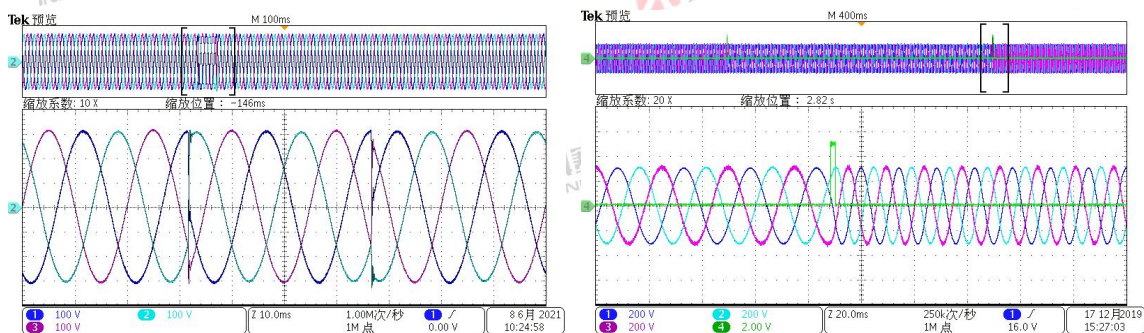 Tek 预览
M 100ms
2
缩放系数: 10 X
缩放位置: -146ms
2
1 100 V
2 100 V
3 100 V
Z 10.0ms
1.00M次/秒
1M 点
1 ∫
0.00 V
8 6月 2021
10:24:58
Tek 预览
M 400ms
4
缩放系数: 20 X
缩放位置: 2.82 s
4
1 200 V
2 200 V
3 200 V
4 2.00 V
Z 20.0ms
250k次/秒
1M 点
1 ∫
16.0 V
17 12月2019
15:27:03